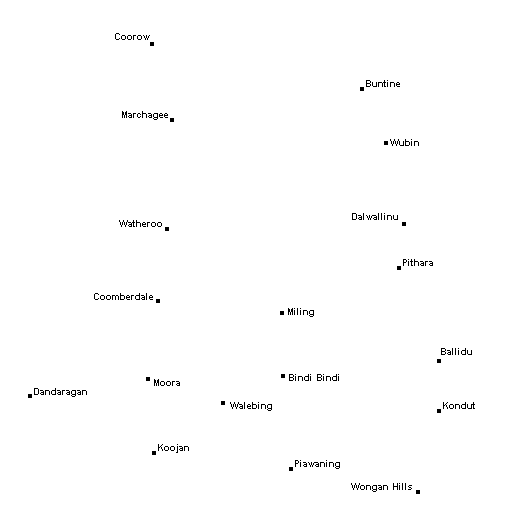 Coorow
Buntine
Marchagee
Wubin
Dalwallinu
Watheroo
Pithara
Coomberdale
Miling
Ballidu
Bindi Bindi
Moora
Dandaragan
Walebing
Kondut
Koojan
Piawaning
Wongan Hills